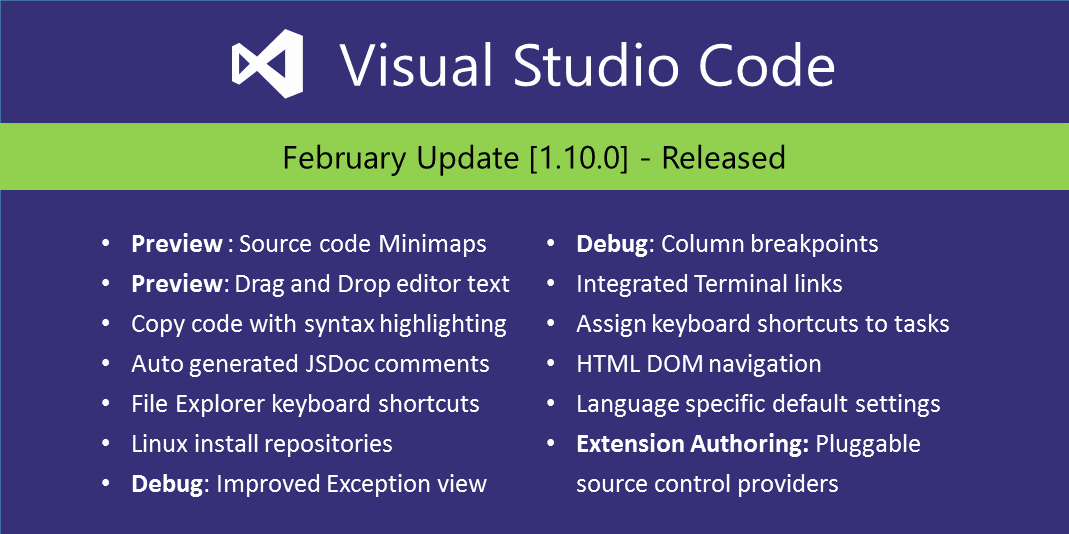 Visual Studio Code
February Update [1.10.0] - Released
• Preview : Source code Minimaps
• Preview: Drag and Drop editor text
• Copy code with syntax highlighting
• Auto generated JSDoc comments
• File Explorer keyboard shortcuts
• Linux install repositories
• Debug: Improved Exception view
• Debug: Column breakpoints
• Integrated Terminal links
• Assign keyboard shortcuts to tasks
• HTML DOM navigation
• Language specific default settings
• Extension Authoring: Pluggable
source control providers